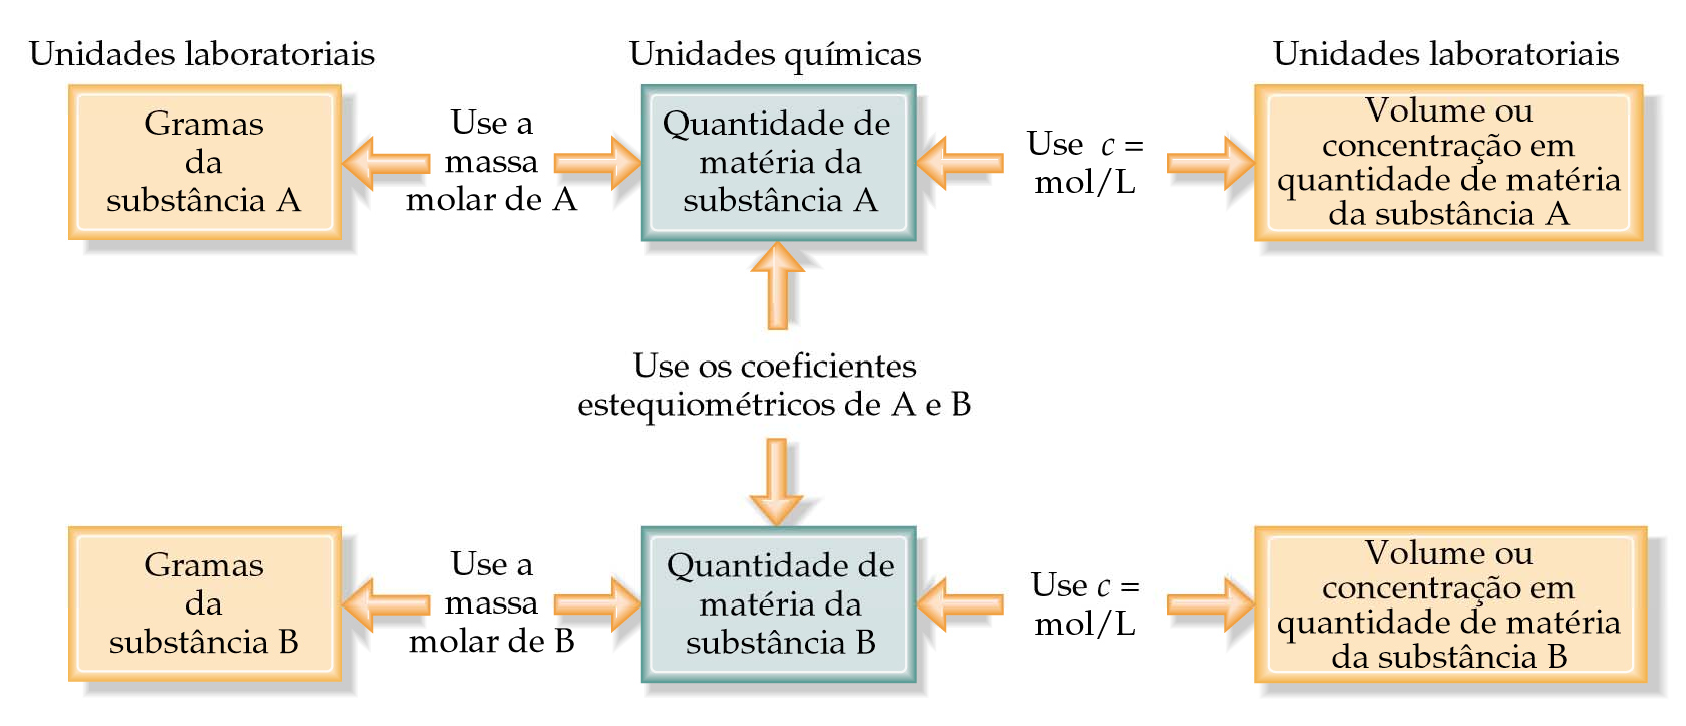 Unidades laboratoriais
Unidades químicas
Unidades laboratoriais
Gramas
da
substância A
Use a
massa
molar de A
Quantidade de
matéria da
substância A
Use c =
mol/L
Volume ou
concentração em
quantidade de matéria
da substância A
Use os coeficientes
estequiométricos de A e B
Gramas
da
substância B
Use a
massa
molar de B
Quantidade de
matéria da
substância B
Use c =
mol/L
Volume ou
concentração em
quantidade de matéria
da substância B